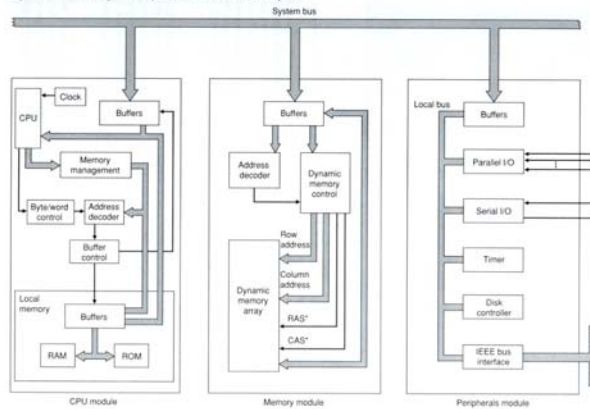 System bus
CPU
Clock
Buffers
Memory management
Byte/word control
Address decoder
Buffer control
Local memory
Buffers
RAM
ROM
CPU module
Buffers
Address decoder
Dynamic memory control
Row address
Column address
Dynamic memory array
RAS*
CAS*
Memory module
Local bus
Buffers
Parallel I/O
Serial I/O
Timer
Disk controller
IEEE bus interface
Peripherals module